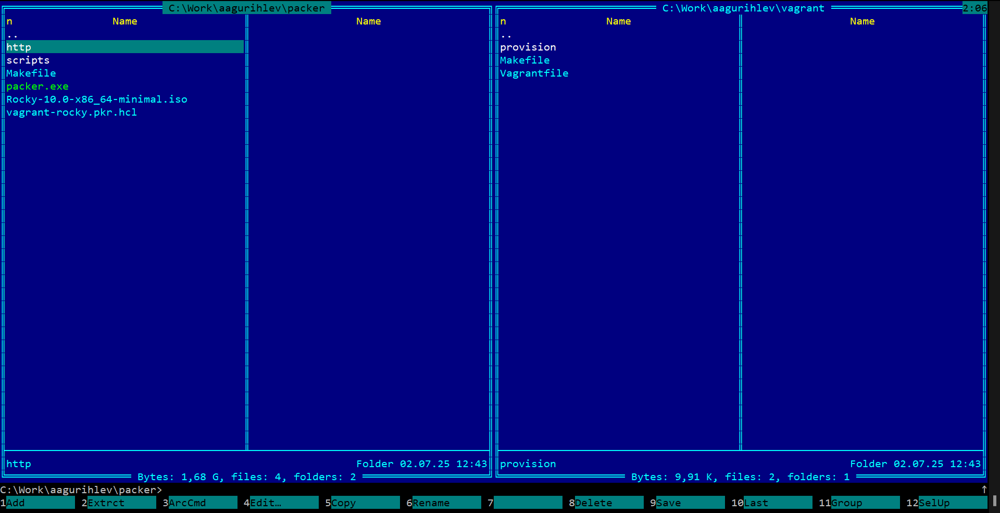 C:\Work\aagurihlev\packer C:\Work\aagurihlev\vagrant 2:06
n Name Name n Name Name
.. ..
http provision
scripts Makefile
Makefile Vagrantfile
packer.exe
Rocky-10.0-x86_64-minimal.iso
vagrant-rocky.pkr.hcl
http Folder 02.07.25 12:43 provision Folder 02.07.25 12:43
Bytes: 1,68 G, files: 4, folders: 2 Bytes: 9,91 K, files: 2, folders: 1
C:\Work\aagurihlev\packer> ↑
1Add 2Extrct 3ArcCmd 4Edit… 5Copy 6Rename 7 8Delete 9Save 10Last 11Group 12SelUp